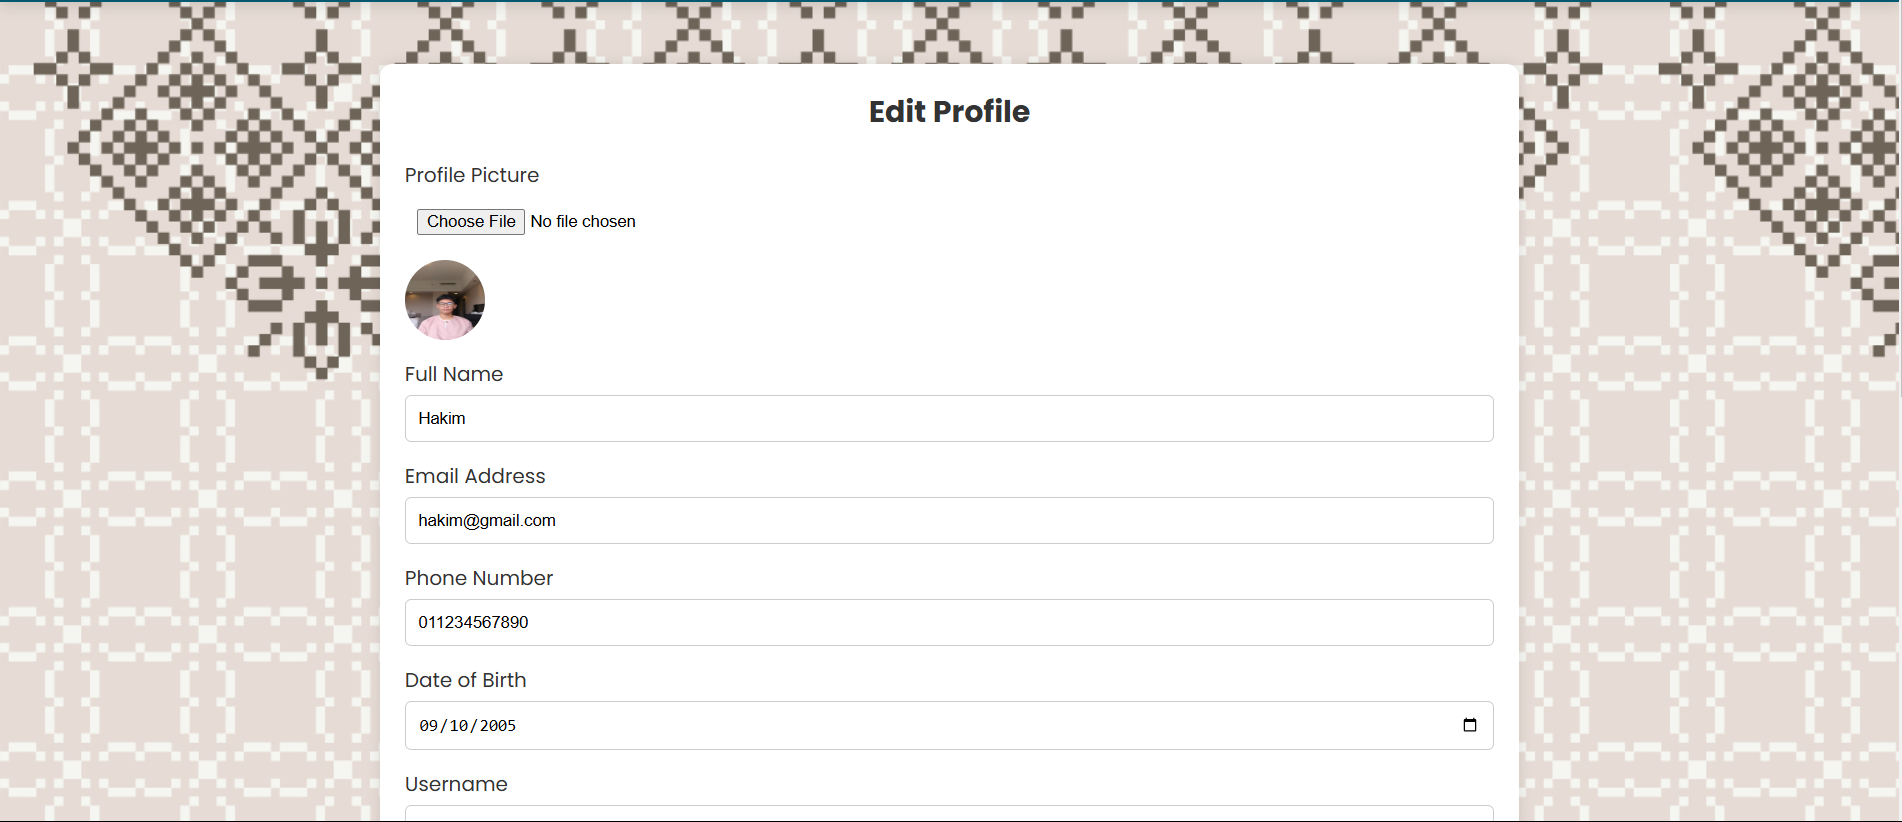 Edit Profile
Profile Picture
Choose File No file chosen
Full Name
Hakim
Email Address
hakim@gmail.com
Phone Number
011234567890
Date of Birth
09/10/2005
Username